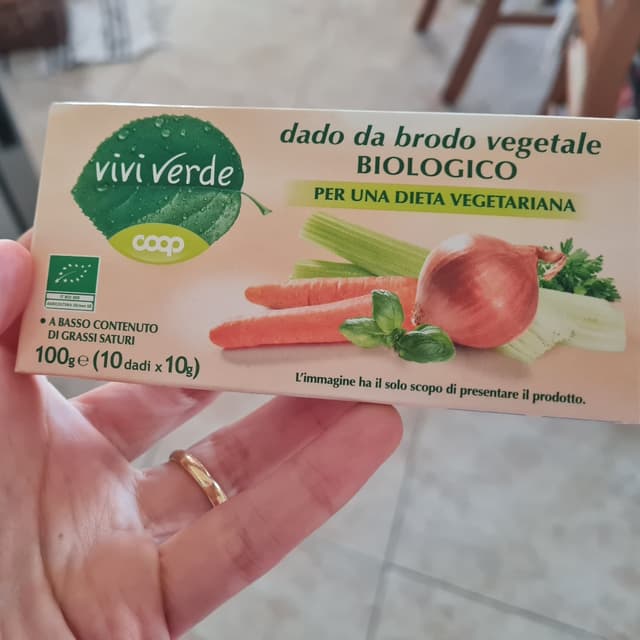 vivi verde
coop
dado da brodo vegetale
BIOLOGICO
PER UNA DIETA VEGETARIANA
• A BASSO CONTENUTO
DI GRASSI SATURI
100g e (10 dadi x 10g)
L'immagine ha il solo scopo di presentare il prodotto.